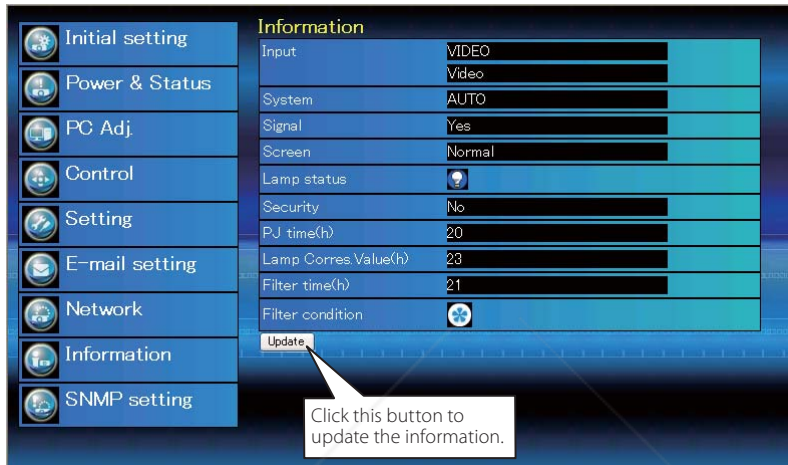 Initial setting
Power & Status
PC Adj.
Control
Setting
E-mail setting
Network
Information
SNMP setting
Information
Input VIDEO
Video
System AUTO
Signal Yes
Screen Normal
Lamp status
Security No
PJ time(h) 20
Lamp Corres.Value(h) 23
Filter time(h) 21
Filter condition
Update
Click this button to
update the information.